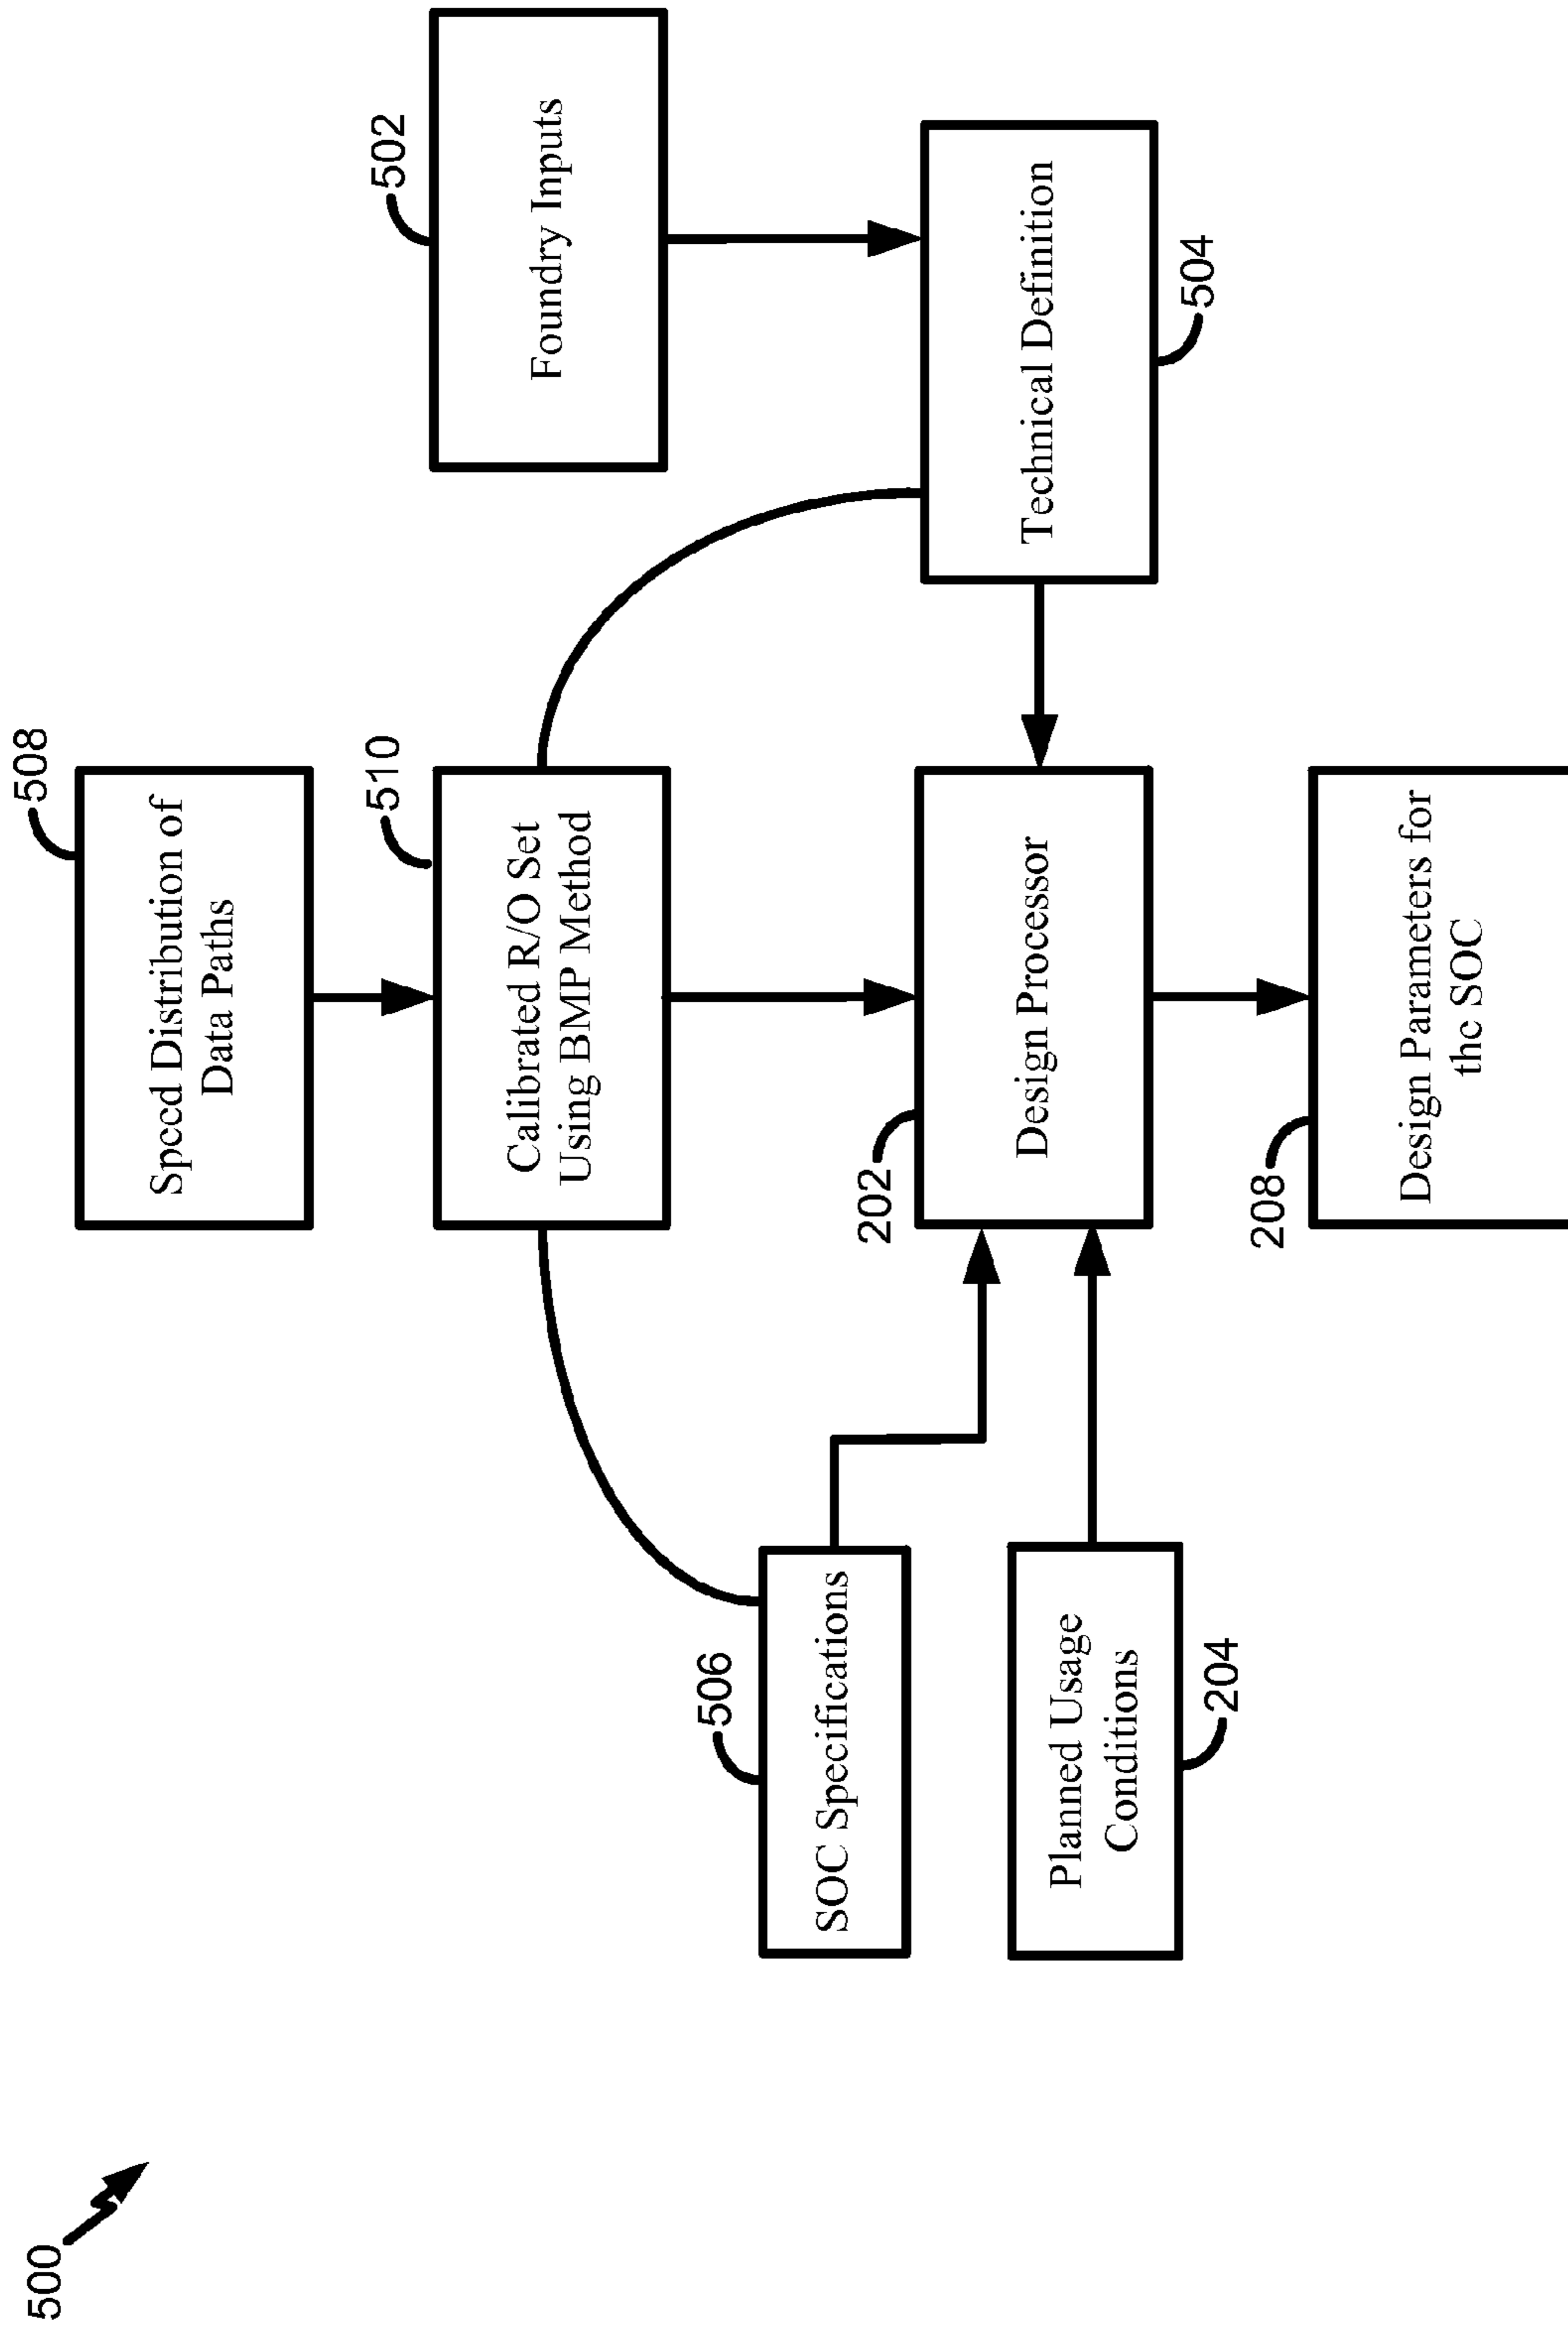 500
508
Speed Distribution of
Data Paths
510
Calibrated R/O Set
Using BMP Method
502
Foundry Inputs
506
SOC Specifications
202
Design Processor
Technical Definition
504
Planned Usage
Conditions
204
208
Design Parameters for
the SOC